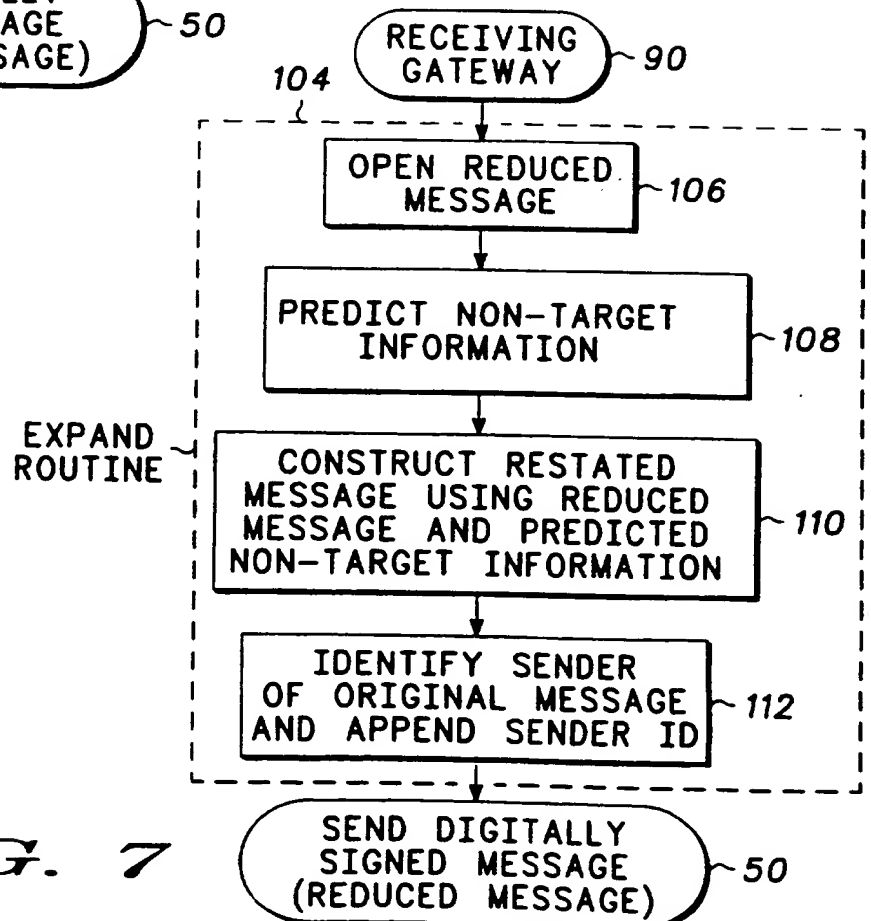 50
AGE
SAGE)
RECEIVING
GATEWAY
90
104
OPEN REDUCED
MESSAGE
106
PREDICT NON-TARGET
INFORMATION
108
EXPAND
ROUTINE
CONSTRUCT RESTATED
MESSAGE USING REDUCED
MESSAGE AND PREDICTED
NON-TARGET INFORMATION
110
IDENTIFY SENDER
OF ORIGINAL MESSAGE
AND APPEND SENDER ID
112
G. 7
SEND DIGITALLY
SIGNED MESSAGE
(REDUCED MESSAGE)
50